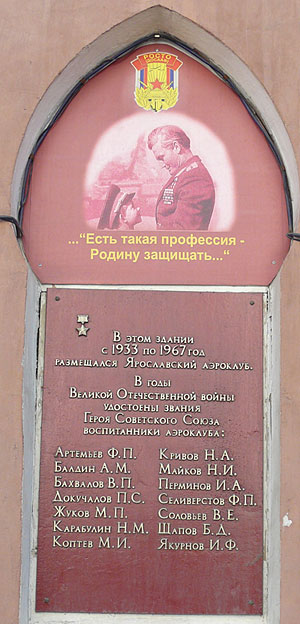 РОСТО
..."Есть такая профессия -
Родину защищать..."
В этом здании
с 1933 по 1967 год
размещался Ярославский аэроклуб.
В годы
Великой Отечественной войны
удостоены звания
Героя Советского Союза
воспитанники аэроклуба:
Артемьев Ф.П. Кривов Н.А.
Балдин А.М. Майков Н.И.
Бахвалов В.П. Перминов И.А.
Докучалов П.С. Селиверстов Ф.П.
Жуков М.П. Соловьев В.Е.
Карабулин Н.М. Щапов Б.Д.
Коптев М.И. Якурнов И.Ф.